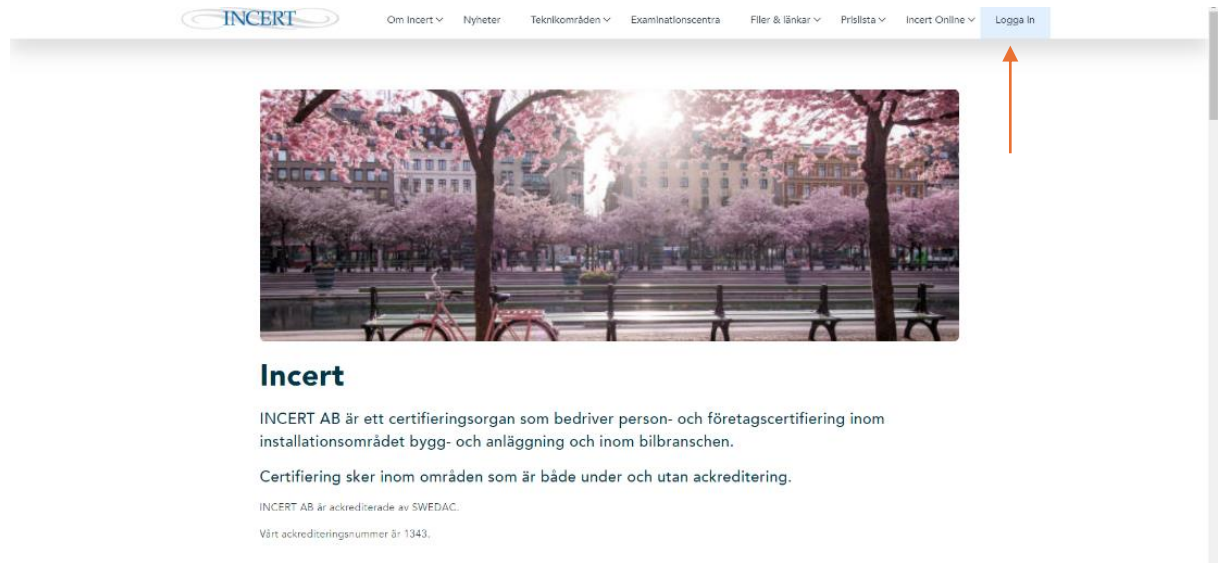 INCERT
Om Incert Nyheter Teknikområden Examinationscentra Filer & länkar Prislista Incert Online Logga in
Incert
INCERT AB är ett certifieringsorgan som bedriver person- och företagscertifiering inom
installationsområdet bygg- och anläggning och inom bilbranschen.
Certifiering sker inom områden som är både under och utan ackreditering.
INCERT AB är ackrediterade av SWEDAC.
Vårt ackrediteringsnummer är 1343.